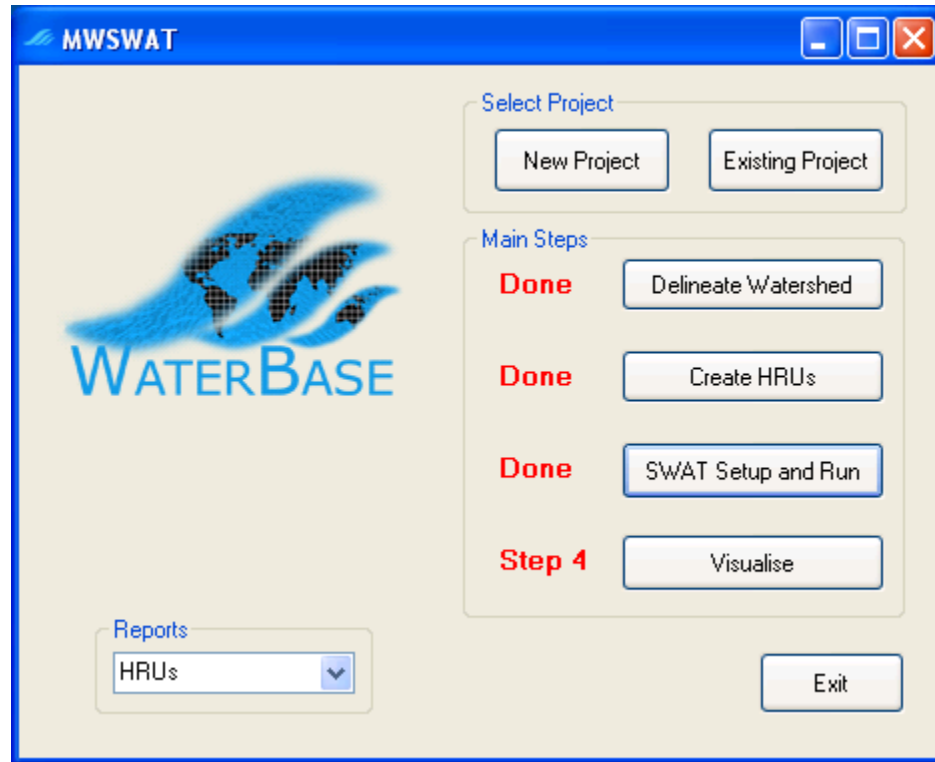 MWSWAT
Select Project
New Project
Existing Project
Main Steps
Done
Delineate Watershed
Done
Create HRUs
Done
SWAT Setup and Run
Step 4
Visualise
WATERBASE
Reports
HRUs
Exit